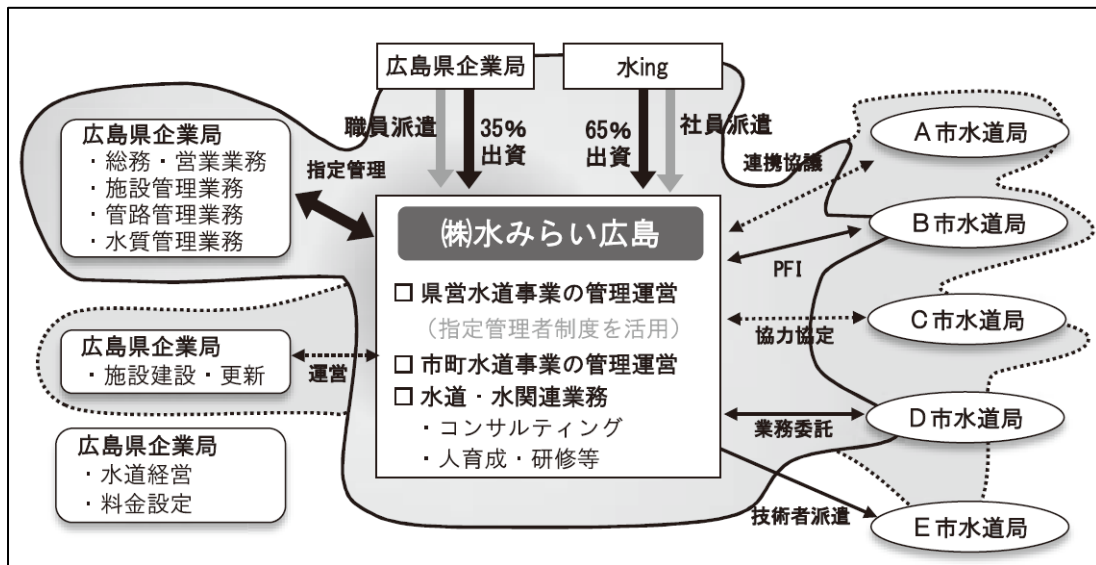 広島県企業局
水ing
職員派遣
35%
出資
65%
出資
社員派遣
広島県企業局
・総務・営業業務
・施設管理業務
・管路管理業務
・水質管理業務
指定管理
広島県企業局
・施設建設・更新
運営
広島県企業局
・水道経営
・料金設定
㈱水みらい広島
□ 県営水道事業の管理運営
（指定管理者制度を活用）
□ 市町水道事業の管理運営
□ 水道・水関連業務
・コンサルティング
・人育成・研修等
連携協議
A市水道局
B市水道局
PFI
C市水道局
協力協定
D市水道局
業務委託
技術者派遣
E市水道局